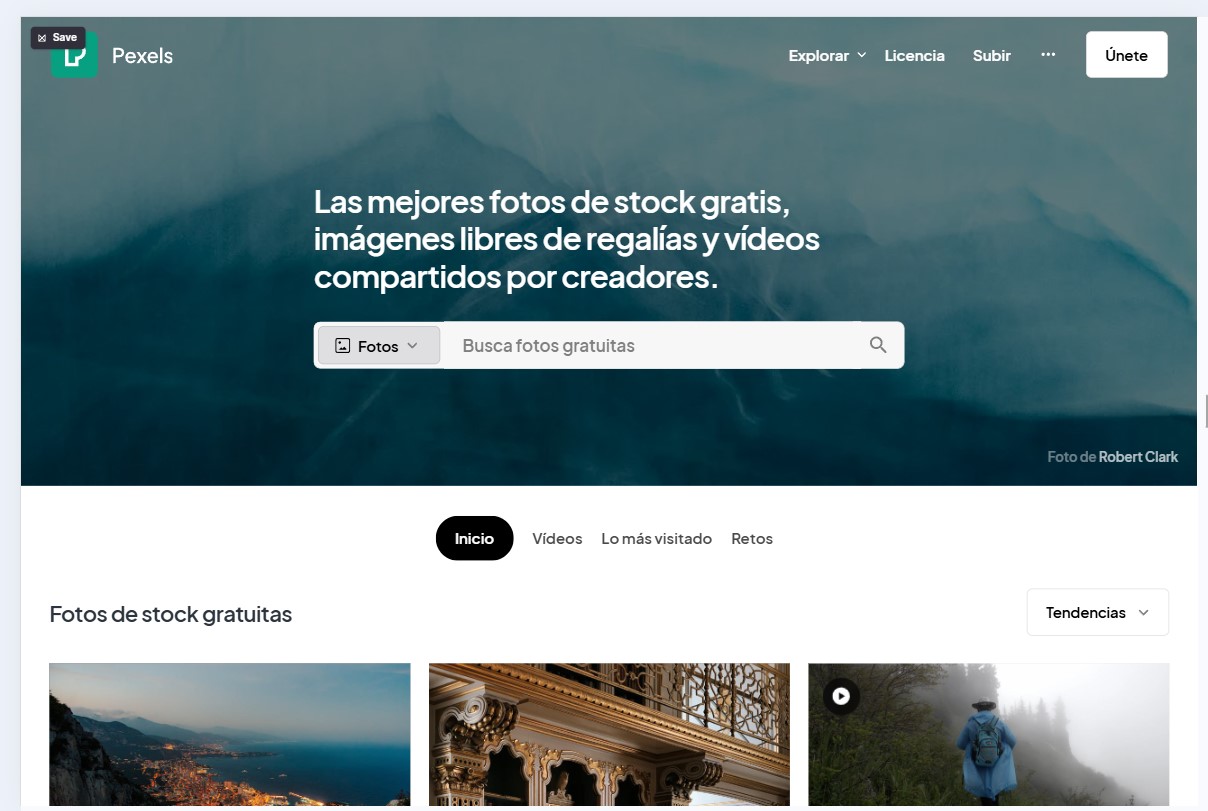 Save
Pexels
Explorar
Licencia
Subir
Únete
Las mejores fotos de stock gratis,
imágenes libres de regalías y vídeos
compartidos por creadores.
Fotos
Busca fotos gratuitas
Foto de Robert Clark
Inicio
Vídeos
Lo más visitado
Retos
Fotos de stock gratuitas
Tendencias